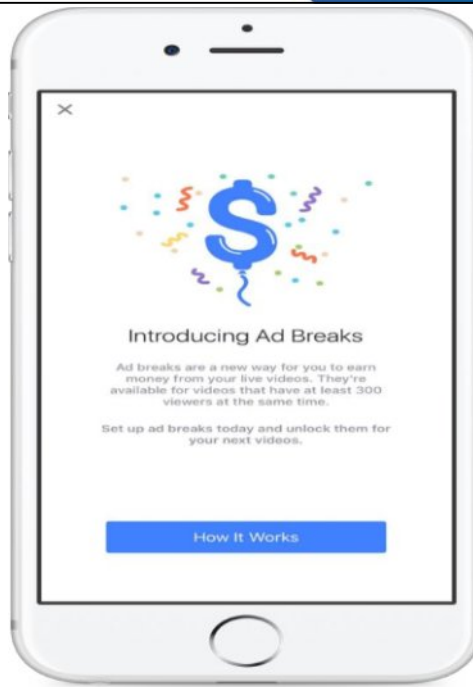 Introducing Ad Breaks
Ad breaks are a new way for you to earn
money from your live videos. They're
available for videos that have at least 300
viewers at the same time.
Set up ad breaks today and unlock them for
your next videos.
How It Works